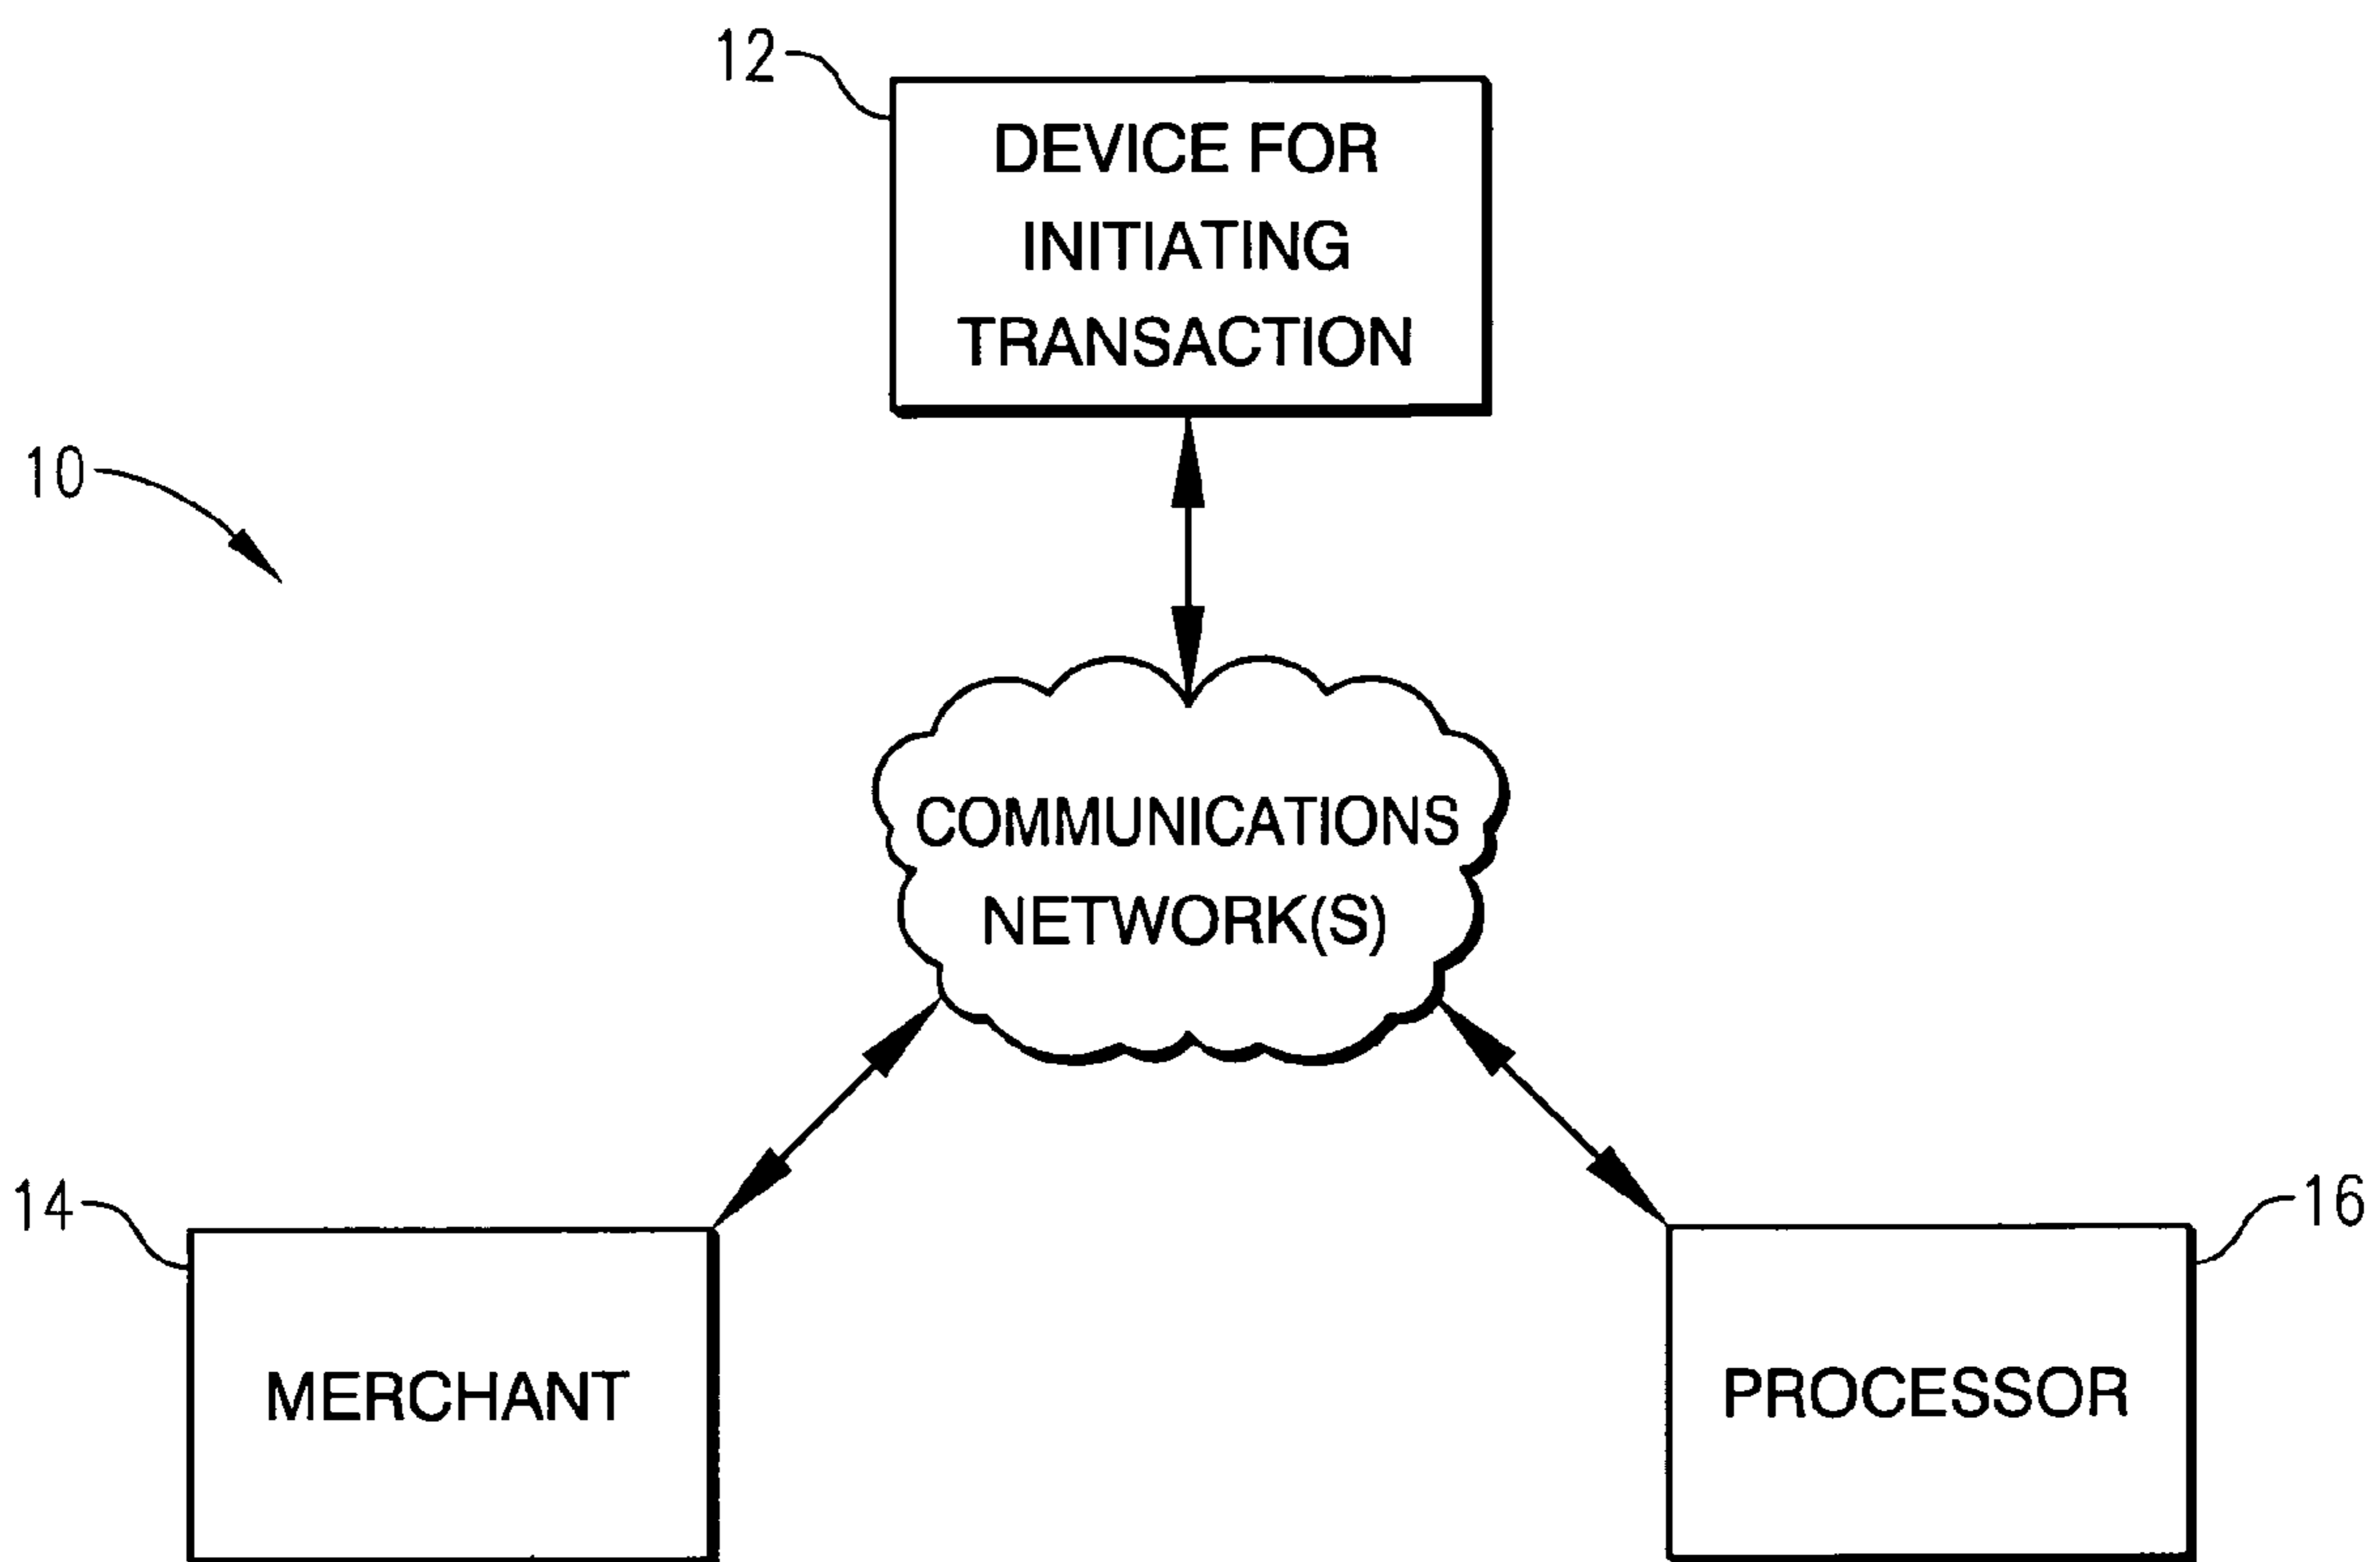 12
DEVICE FOR
INITIATING
TRANSACTION
10
COMMUNICATIONS
NETWORK(S)
14
16
MERCHANT
PROCESSOR